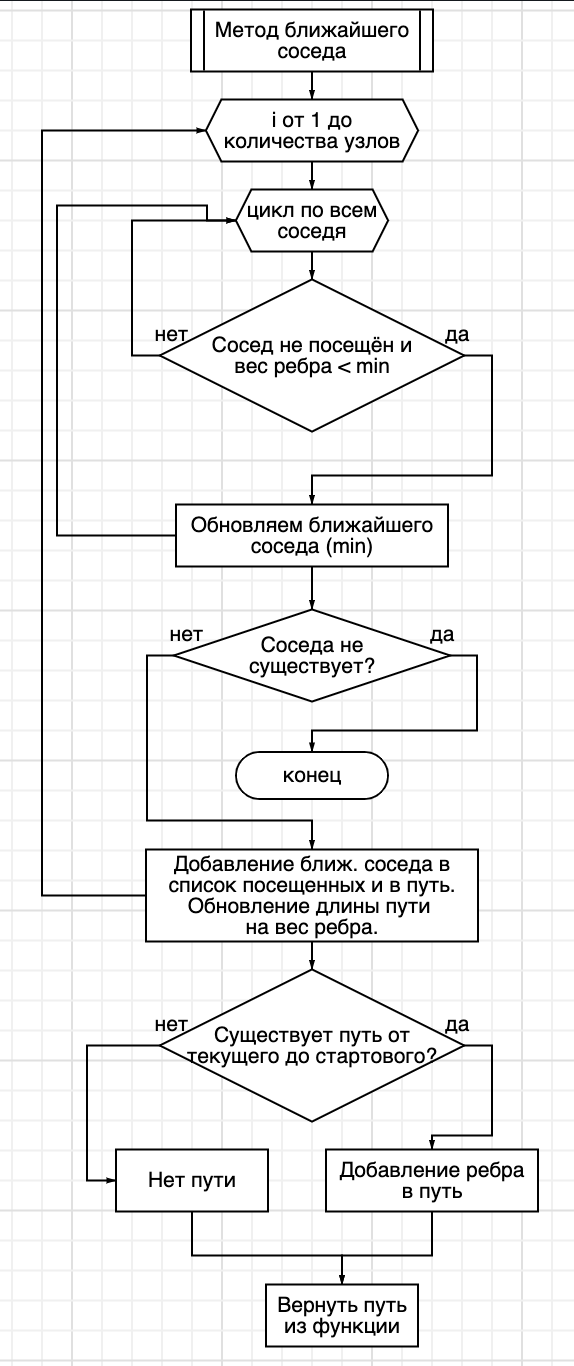 Метод ближайшего
соседа
i от 1 до
количества узлов
цикл по всем
соседя
нет
да
Сосед не посещён и
вес ребра < min
Обновляем ближайшего
соседа (min)
нет
да
Соседа не
существует?
конец
Добавление ближ. соседа в
список посещенных и в путь.
Обновление длины пути
на вес ребра.
нет
да
Существует путь от
текущего до стартового?
Нет пути
Добавление ребра
в путь
Вернуть путь
из функции